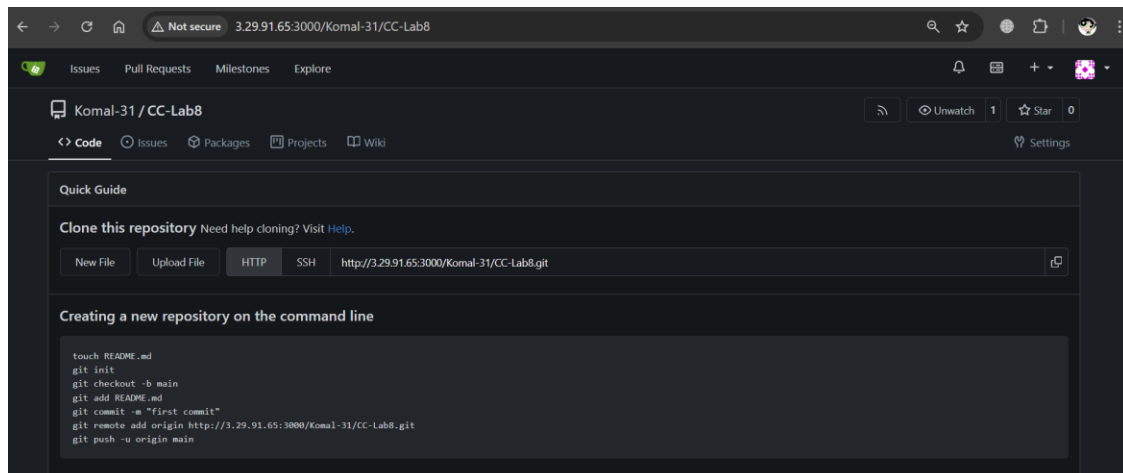 Not secure 3.29.91.65:3000/Komal-31/CC-Lab8
Issues Pull Requests Milestones Explore
Komal-31 / CC-Lab8
Unwatch 1 Star 0
Code Issues Packages Projects Wiki Settings
Quick Guide
Clone this repository Need help cloning? Visit Help.
New File Upload File HTTP SSH http://3.29.91.65:3000/Komal-31/CC-Lab8.git
Creating a new repository on the command line
touch README.md
git init
git checkout -b main
git add README.md
git commit -m "first commit"
git remote add origin http://3.29.91.65:3000/Komal-31/CC-Lab8.git
git push -u origin main